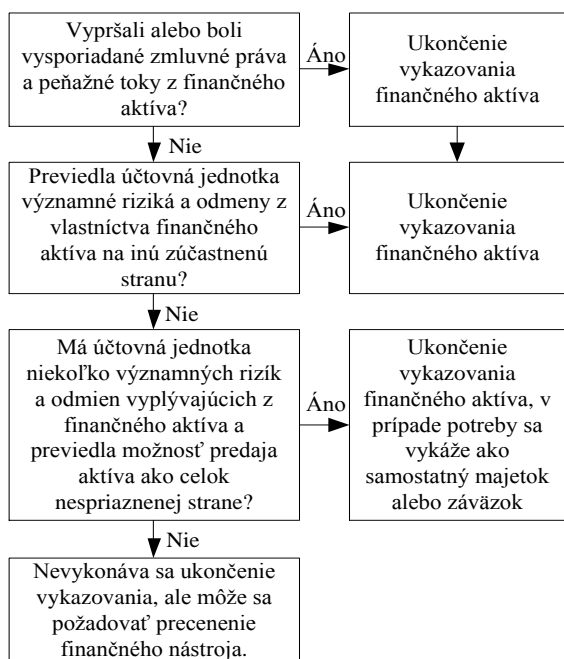 Vypršali alebo boli
vysporiadané zmluvné práva
a peňažné toky z finančného
aktíva?
Áno
Ukončenie
vykazovania
finančného aktíva
Nie
Previedla účtovná jednotka
významné riziká a odmeny z
vlastníctva finančného
aktíva na inú zúčastnenú
stranu?
Áno
Ukončenie
vykazovania
finančného aktíva
Nie
Má účtovná jednotka
niekoľko významných rizík
a odmien vyplývajúcich z
finančného aktíva a
previedla možnosť predaja
aktíva ako celok
nespriaznenej strane?
Áno
Ukončenie
vykazovania
finančného aktíva, v
prípade potreby sa
vykáže ako
samostatný majetok
alebo záväzok
Nie
Nevykonáva sa ukončenie
vykazovania, ale môže sa
požadovať precenenie
finančného nástroja.